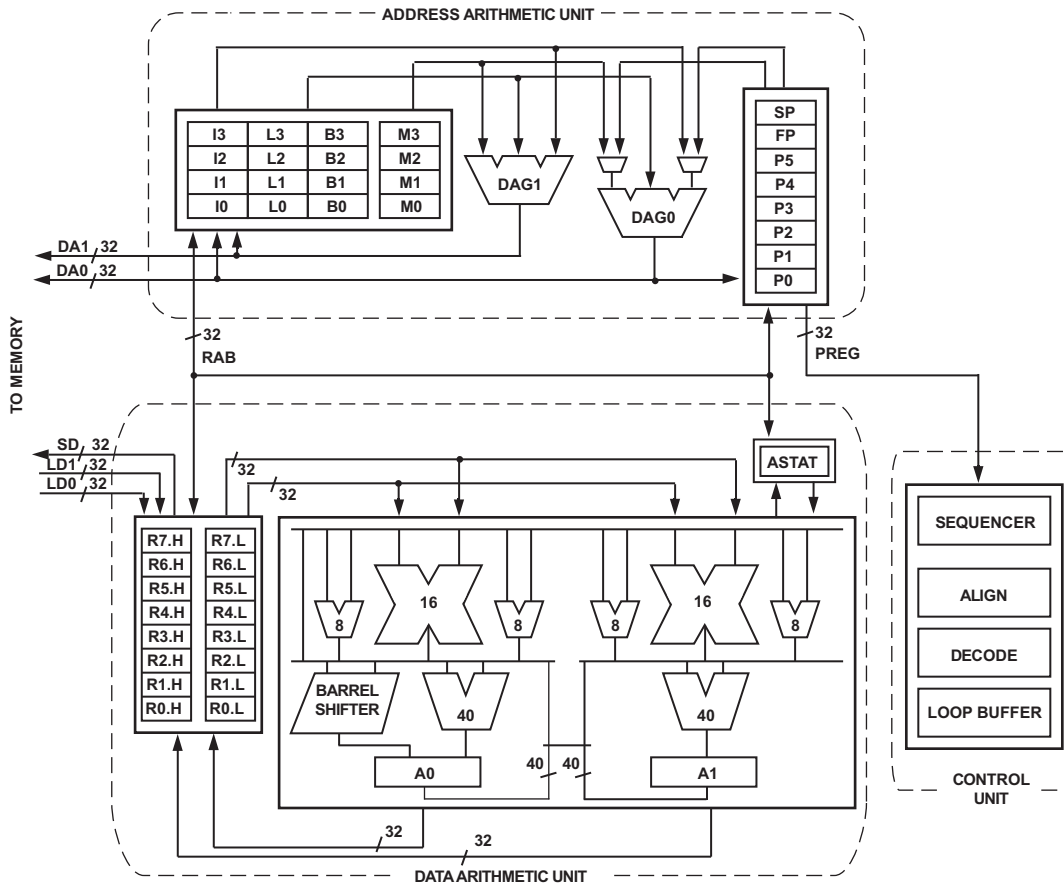 ADDRESS ARITHMETIC UNIT
I3 L3 B3 M3
I2 L2 B2 M2
I1 L1 B1 M1
I0 L0 B0 M0
DAG1
DAG0
SP
FP
P5
P4
P3
P2
P1
P0
DA1 32
DA0 32
TO MEMORY
32
RAB
32
PREG
SD 32
LD1 32
LD0 32
32
32
ASTAT
R7.H R7.L
R6.H R6.L
R5.H R5.L
R4.H R4.L
R3.H R3.L
R2.H R2.L
R1.H R1.L
R0.H R0.L
8 16 8 8 16 8
BARREL
SHIFTER
40
40
A0
40 40
A1
32
32
DATA ARITHMETIC UNIT
SEQUENCER
ALIGN
DECODE
LOOP BUFFER
CONTROL
UNIT